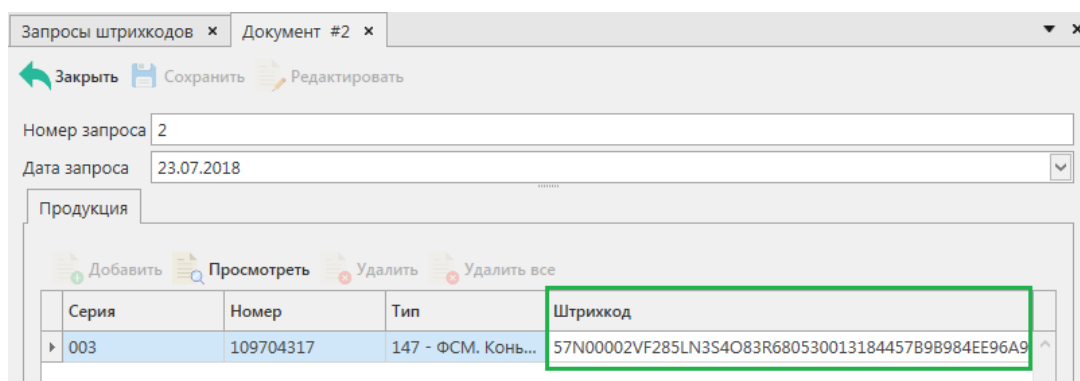 Запросы штрихкодов × Документ #2 ×
Закрыть Сохранить Редактировать
Номер запроса 2
Дата запроса 23.07.2018
Продукция
Добавить Просмотреть Удалить Удалить все
Серия Номер Тип Штрихкод
003 109704317 147 - ФСМ. Конь... 57N00002VF285LN3S4O83R680530013184457B9B984EE96A9